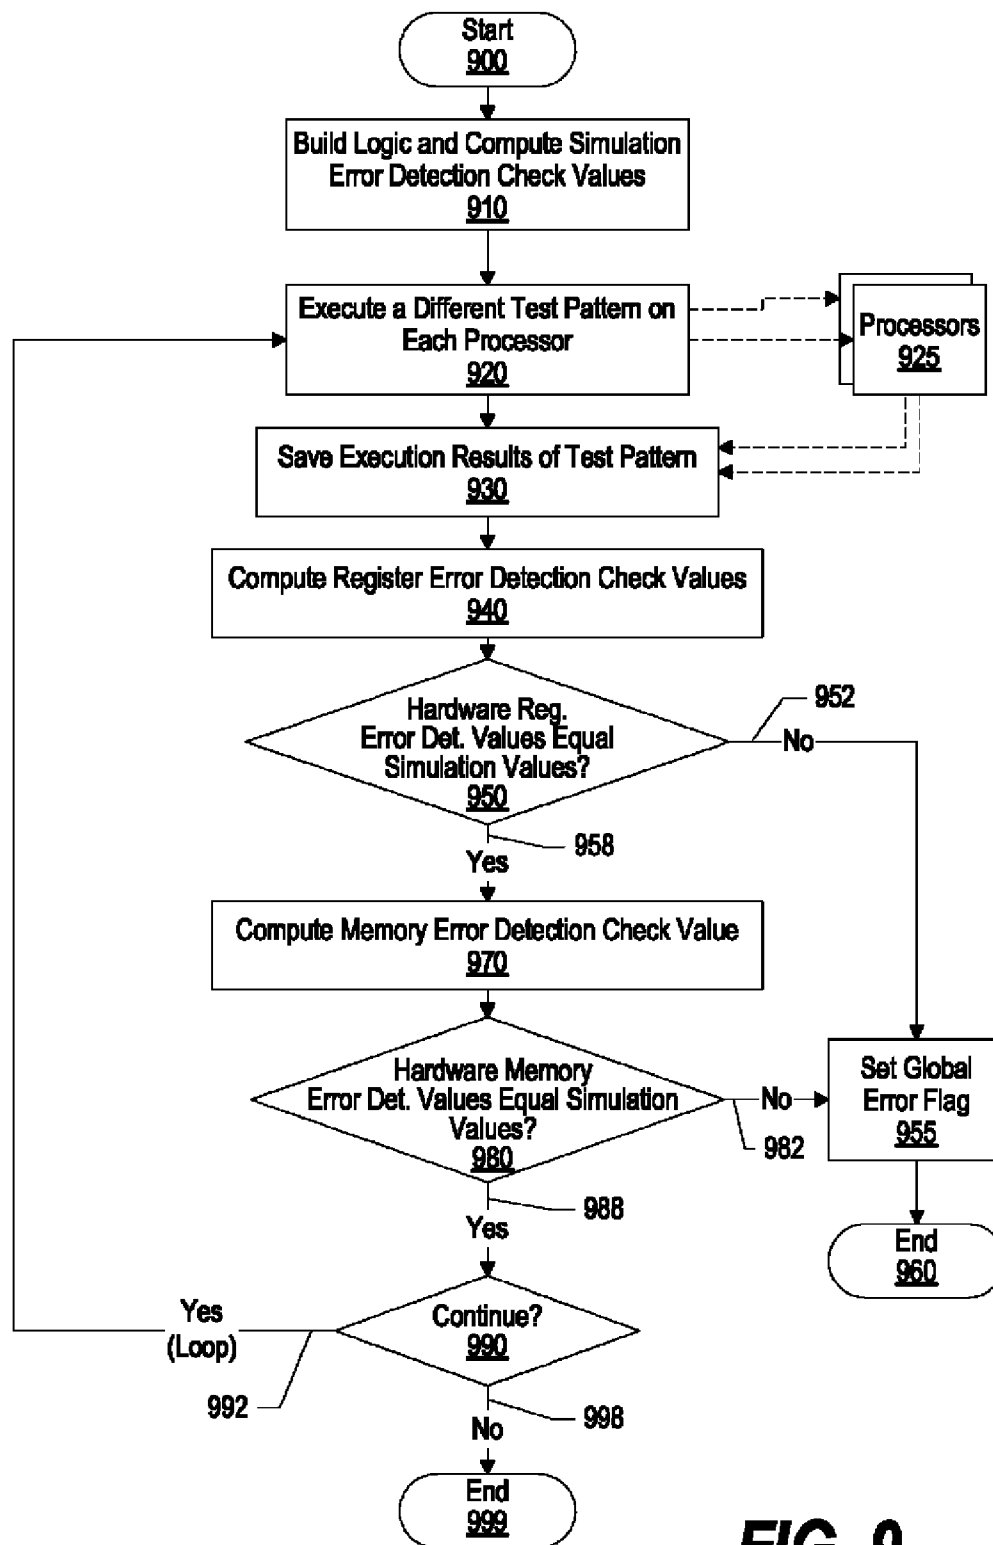 Start
900
Build Logic and Compute Simulation
Error Detection Check Values
910
Execute a Different Test Pattern on
Each Processor
920
Processors
925
Save Execution Results of Test Pattern
930
Compute Register Error Detection Check Values
940
Hardware Reg.
Error Det. Values Equal
Simulation Values?
950
952
No
958
Yes
Compute Memory Error Detection Check Value
970
Hardware Memory
Error Det. Values Equal Simulation
Values?
980
No
982
Set Global
Error Flag
955
988
Yes
End
960
Continue?
990
Yes
(Loop)
992
998
No
End
999
FIG. 9